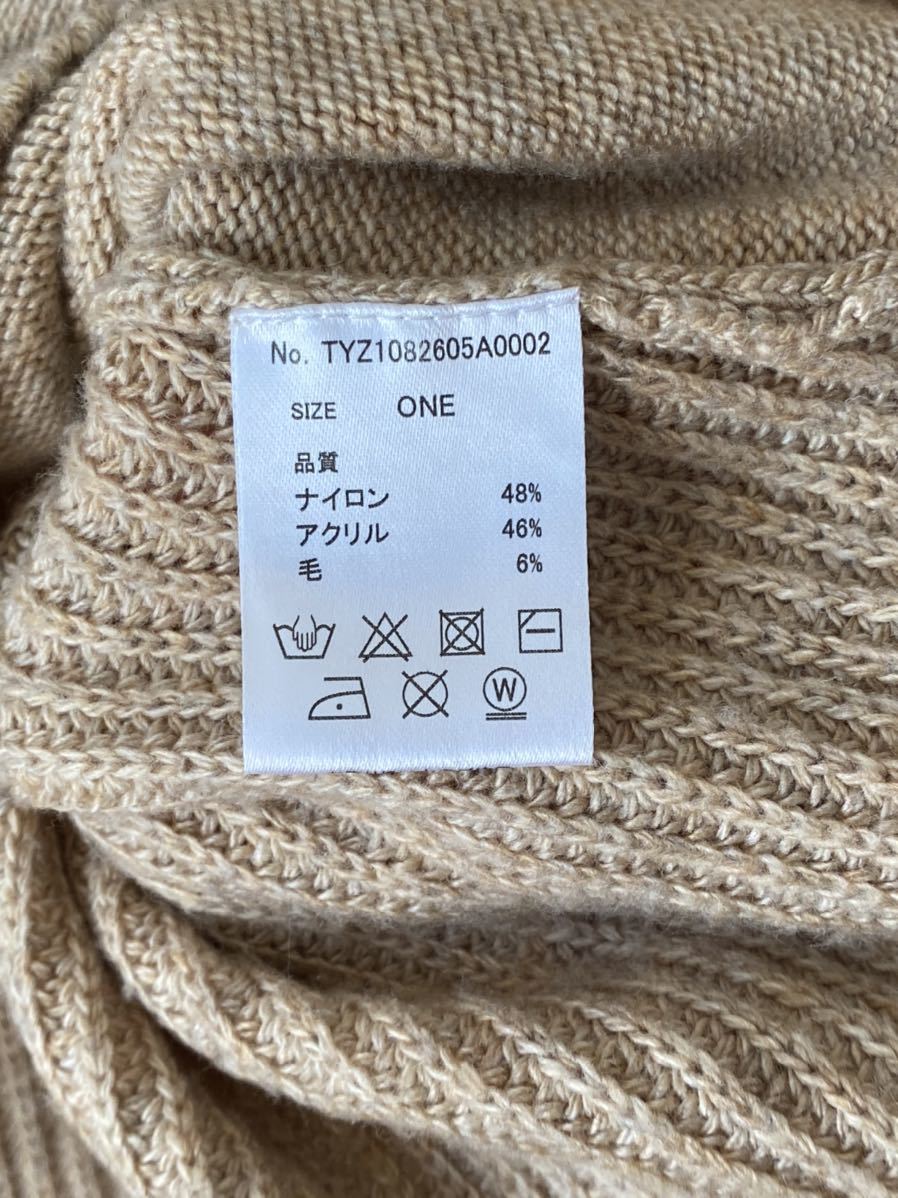 No. TYZ1082605A0002
SIZE ONE
品質
ナイロン 48%
アクリル 46%
毛 6%
W